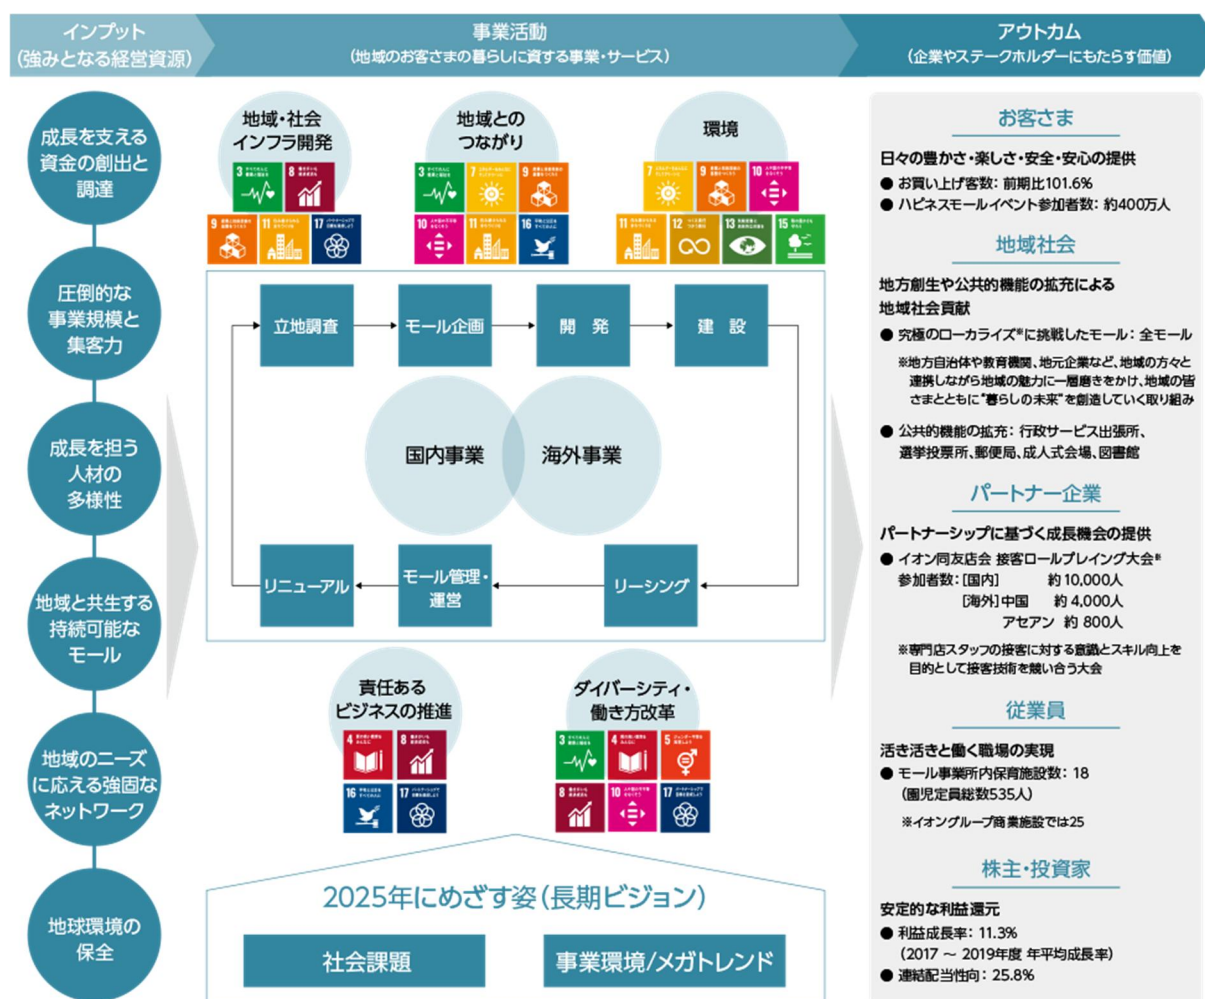 インプット
(強みとなる経営資源)
事業活動
(地域のお客さまの暮らしに資する事業・サービス)
アウトカム
(企業やステークホルダーにもたらす価値)
成長を支える
資金の創出と
調達
圧倒的な
事業規模と
集客力
成長を担う
人材の
多様性
地域と共生する
持続可能な
モール
地域のニーズ
に応える強固な
ネットワーク
地球環境の
保全
地域・社会
インフラ開発
3
8
9
11
17
地域との
つながり
3
7
9
10
11
16
環境
7
9
10
11
12
13
15
立地調査
モール企画
開 発
建 設
国内事業
海外事業
リニューアル
モール管理・
運営
リーシング
責任ある
ビジネスの推進
4
8
16
17
ダイバーシティ・
働き方改革
3
4
5
8
10
17
2025年にめざす姿(長期ビジョン)
社会課題
事業環境/メガトレンド
お客さま
日々の豊かさ・楽しさ・安全・安心の提供
● お買い上げ客数: 前期比101.6%
● ハピネスモールイベント参加者数: 約400万人
地域社会
地方創生や公共的機能の拡充による
地域社会貢献
● 究極のローカライズ※に挑戦したモール: 全モール
※地方自治体や教育機関、地元企業など、地域の方々と
連携しながら地域の魅力に一層磨きをかけ、地域の皆
さまとともに“暮らしの未来”を創造していく取り組み
● 公共的機能の拡充: 行政サービス出張所、
選挙投票所、郵便局、成人式会場、図書館
パートナー企業
パートナーシップに基づく成長機会の提供
● イオン同友店会 接客ロールプレイング大会※
参加者数: [国内] 約10,000人
[海外]中国 約4,000人
アセアン 約800人
※専門店スタッフの接客に対する意識とスキル向上を
目的として接客技術を競い合う大会
従業員
活き活きと働く職場の実現
● モール事業所内保育施設数: 18
(園児定員総数535人)
※イオングループ商業施設では25
株主・投資家
安定的な利益還元
● 利益成長率: 11.3%
(2017 ～ 2019年度 年平均成長率)
● 連結配当性向: 25.8%